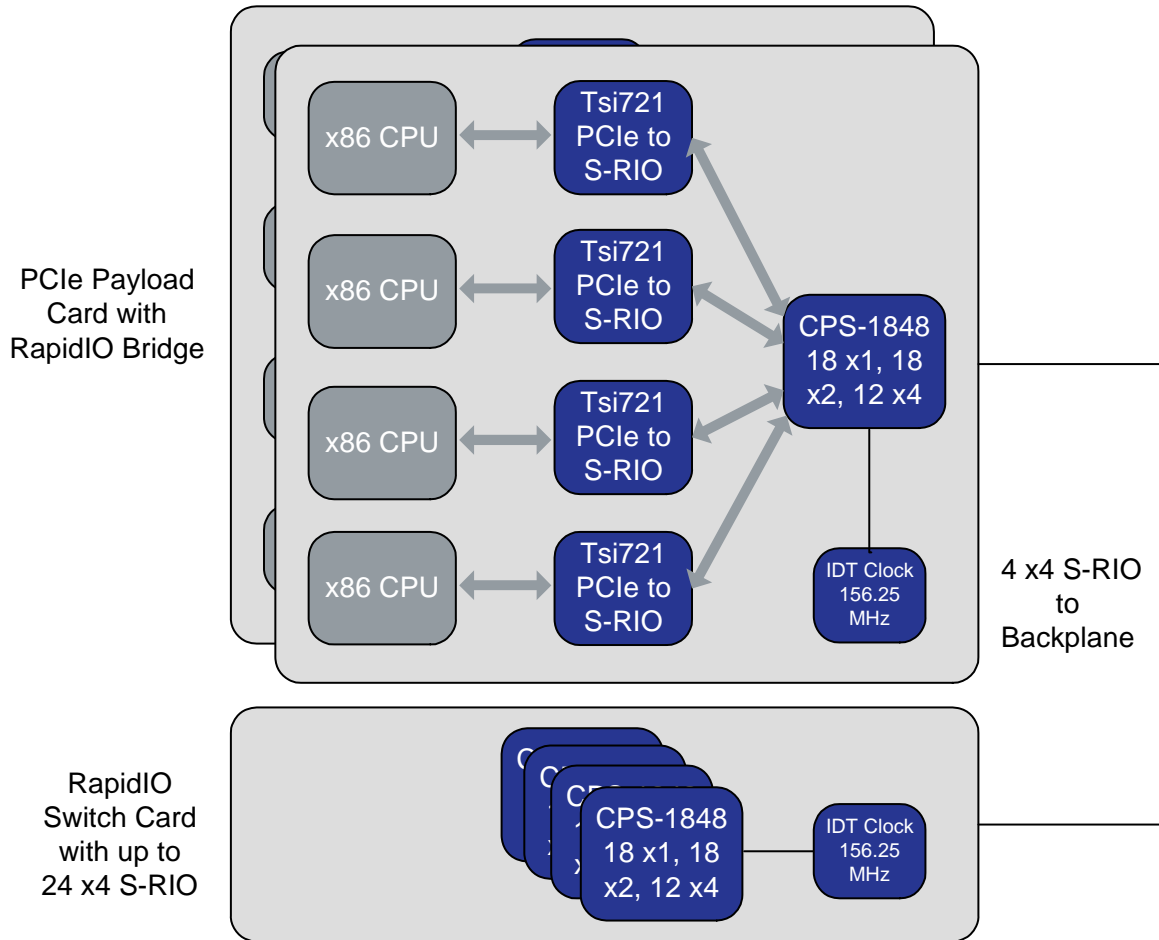 x86 CPU
Tsi721
PCIe to
S-RIO
x86 CPU
Tsi721
PCIe to
S-RIO
PCIe Payload
Card with
RapidIO Bridge
CPS-1848
18 x1, 18
x2, 12 x4
x86 CPU
Tsi721
PCIe to
S-RIO
x86 CPU
Tsi721
PCIe to
S-RIO
IDT Clock
156.25
MHz
4 x4 S-RIO
to
Backplane
RapidIO
Switch Card
with up to
24 x4 S-RIO
CPS-1848
18 x1, 18
x2, 12 x4
IDT Clock
156.25
MHz